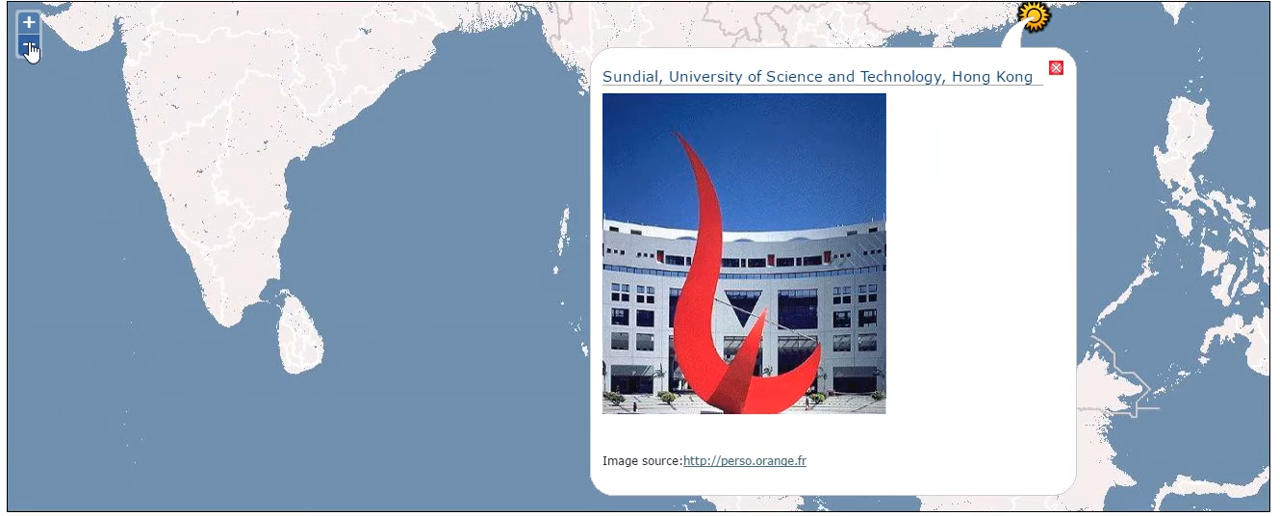 +
-
Sundial, University of Science and Technology, Hong Kong
Image source:http://perso.orange.fr